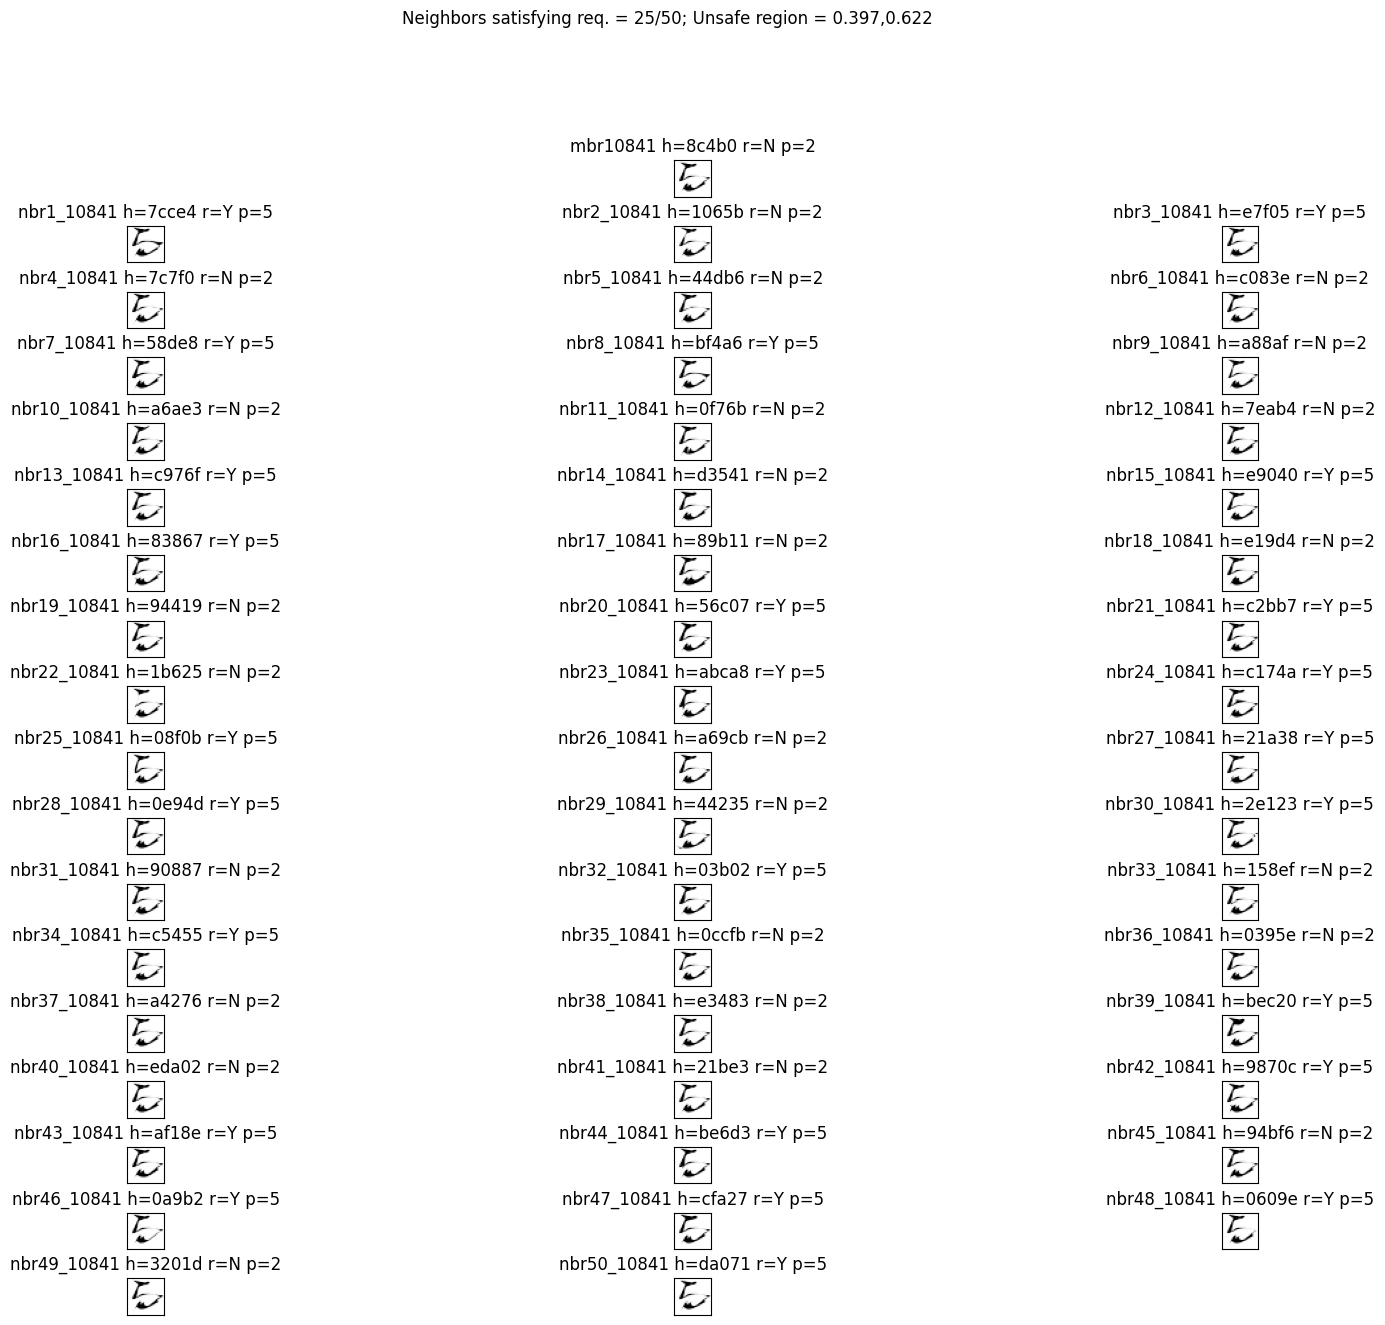 Neighbors satisfying req. = 25/50; Unsafe region = 0.397,0.622
mbr10841 h=8c4b0 r=N p=2
nbr1_10841 h=7cce4 r=Y p=5 nbr2_10841 h=1065b r=N p=2 nbr3_10841 h=e7f05 r=Y p=5
nbr4_10841 h=7c7f0 r=N p=2 nbr5_10841 h=44db6 r=N p=2 nbr6_10841 h=c083e r=N p=2
nbr7_10841 h=58de8 r=Y p=5 nbr8_10841 h=bf4a6 r=Y p=5 nbr9_10841 h=a88af r=N p=2
nbr10_10841 h=a6ae3 r=N p=2 nbr11_10841 h=0f76b r=N p=2 nbr12_10841 h=7eab4 r=N p=2
nbr13_10841 h=c976f r=Y p=5 nbr14_10841 h=d3541 r=N p=2 nbr15_10841 h=e9040 r=Y p=5
nbr16_10841 h=83867 r=Y p=5 nbr17_10841 h=89b11 r=N p=2 nbr18_10841 h=e19d4 r=N p=2
nbr19_10841 h=94419 r=N p=2 nbr20_10841 h=56c07 r=Y p=5 nbr21_10841 h=c2bb7 r=Y p=5
nbr22_10841 h=1b625 r=N p=2 nbr23_10841 h=abca8 r=Y p=5 nbr24_10841 h=c174a r=Y p=5
nbr25_10841 h=08f0b r=Y p=5 nbr26_10841 h=a69cb r=N p=2 nbr27_10841 h=21a38 r=Y p=5
nbr28_10841 h=0e94d r=Y p=5 nbr29_10841 h=44235 r=N p=2 nbr30_10841 h=2e123 r=Y p=5
nbr31_10841 h=90887 r=N p=2 nbr32_10841 h=03b02 r=Y p=5 nbr33_10841 h=158ef r=N p=2
nbr34_10841 h=c5455 r=Y p=5 nbr35_10841 h=0ccfb r=N p=2 nbr36_10841 h=0395e r=N p=2
nbr37_10841 h=a4276 r=N p=2 nbr38_10841 h=e3483 r=N p=2 nbr39_10841 h=bec20 r=Y p=5
nbr40_10841 h=eda02 r=N p=2 nbr41_10841 h=21be3 r=N p=2 nbr42_10841 h=9870c r=Y p=5
nbr43_10841 h=af18e r=Y p=5 nbr44_10841 h=be6d3 r=Y p=5 nbr45_10841 h=94bf6 r=N p=2
nbr46_10841 h=0a9b2 r=Y p=5 nbr47_10841 h=cfa27 r=Y p=5 nbr48_10841 h=0609e r=Y p=5
nbr49_10841 h=3201d r=N p=2 nbr50_10841 h=da071 r=Y p=5